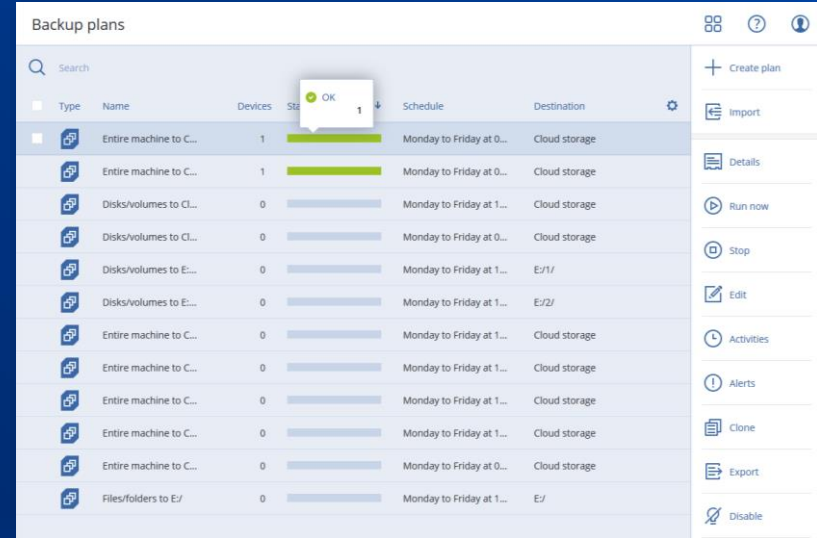 Backup plans
Search
Type Name Devices Sta Schedule Destination
OK
1
Entire machine to C... 1 Monday to Friday at 0... Cloud storage
Entire machine to C... 1 Monday to Friday at 0... Cloud storage
Disks/volumes to Cl... 0 Monday to Friday at 1... Cloud storage
Disks/volumes to Cl... 0 Monday to Friday at 0... Cloud storage
Disks/volumes to E:... 0 Monday to Friday at 1... E:/1/
Disks/volumes to E:... 0 Monday to Friday at 1... E:/2/
Entire machine to C... 0 Monday to Friday at 1... Cloud storage
Entire machine to C... 0 Monday to Friday at 1... Cloud storage
Entire machine to C... 0 Monday to Friday at 1... Cloud storage
Entire machine to C... 0 Monday to Friday at 1... Cloud storage
Entire machine to C... 0 Monday to Friday at 0... Cloud storage
Files/folders to E:/ 0 Monday to Friday at 1... E:/
Create plan
Import
Details
Run now
Stop
Edit
Activities
Alerts
Clone
Export
Disable